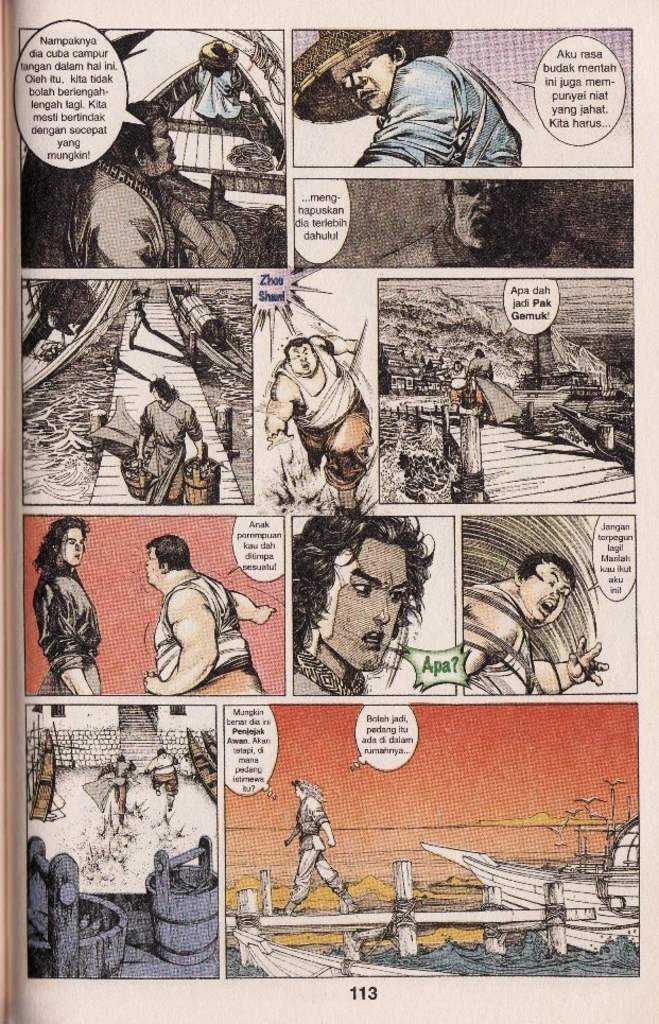 Nampaknya
dia cuba campur
tangan dalam hal ini.
Oleh itu, kita tidak
bolah berlengah-
lengah lagi. Kita
mesti bertindak
dengan secepat
yang
mungkin!
Aku rasa
budak mentah
ini juga mem-
punyai niat
yang jahat.
Kita harus...
...meng-
hapuskan
dia terlebih
dahulu!
Zhou
Shan!
Apa dah
jadi Pak
Gemuk!
Anak
perempuan
kau dah
ditimpa
sesuatu!
Apa?
Jangan
terpegun
lagi!
Marilah
kau ikut
aku
ini!
Mungkin
benar dia ini
Penjejak
Awan. Akan
tetapi, di
mana
pedang
istimewa
itu?
Boleh jadi,
pedang itu
ada di dalam
rumahnya...
113